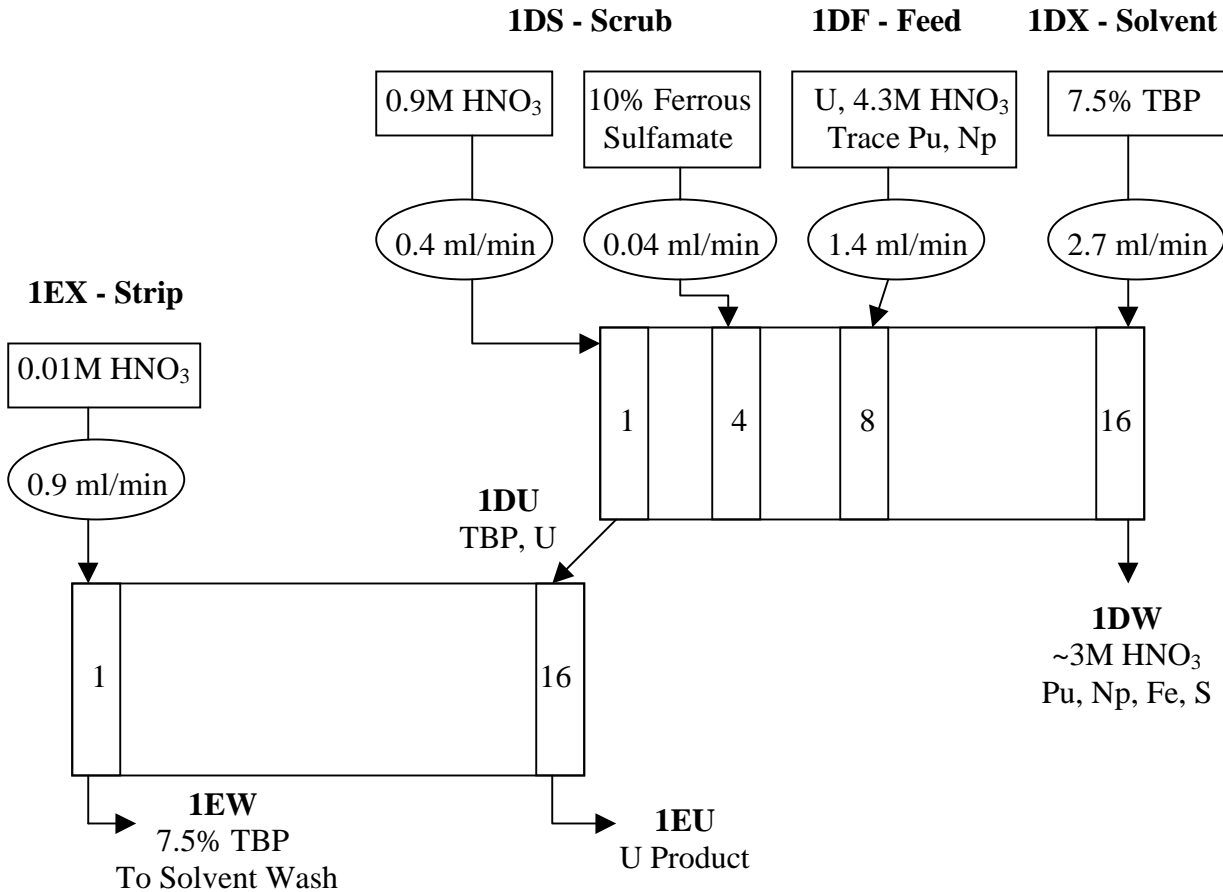 1DS - Scrub
1DF - Feed
1DX - Solvent
0.9M HNO₃
10% Ferrous
Sulfamate
U, 4.3M HNO₃
Trace Pu, Np
7.5% TBP
0.4 ml/min
0.04 ml/min
1.4 ml/min
2.7 ml/min
1EX - Strip
0.01M HNO₃
0.9 ml/min
1
4
8
16
1DU
TBP, U
1
16
1DW
~3M HNO₃
Pu, Np, Fe, S
1EW
7.5% TBP
To Solvent Wash
1EU
U Product